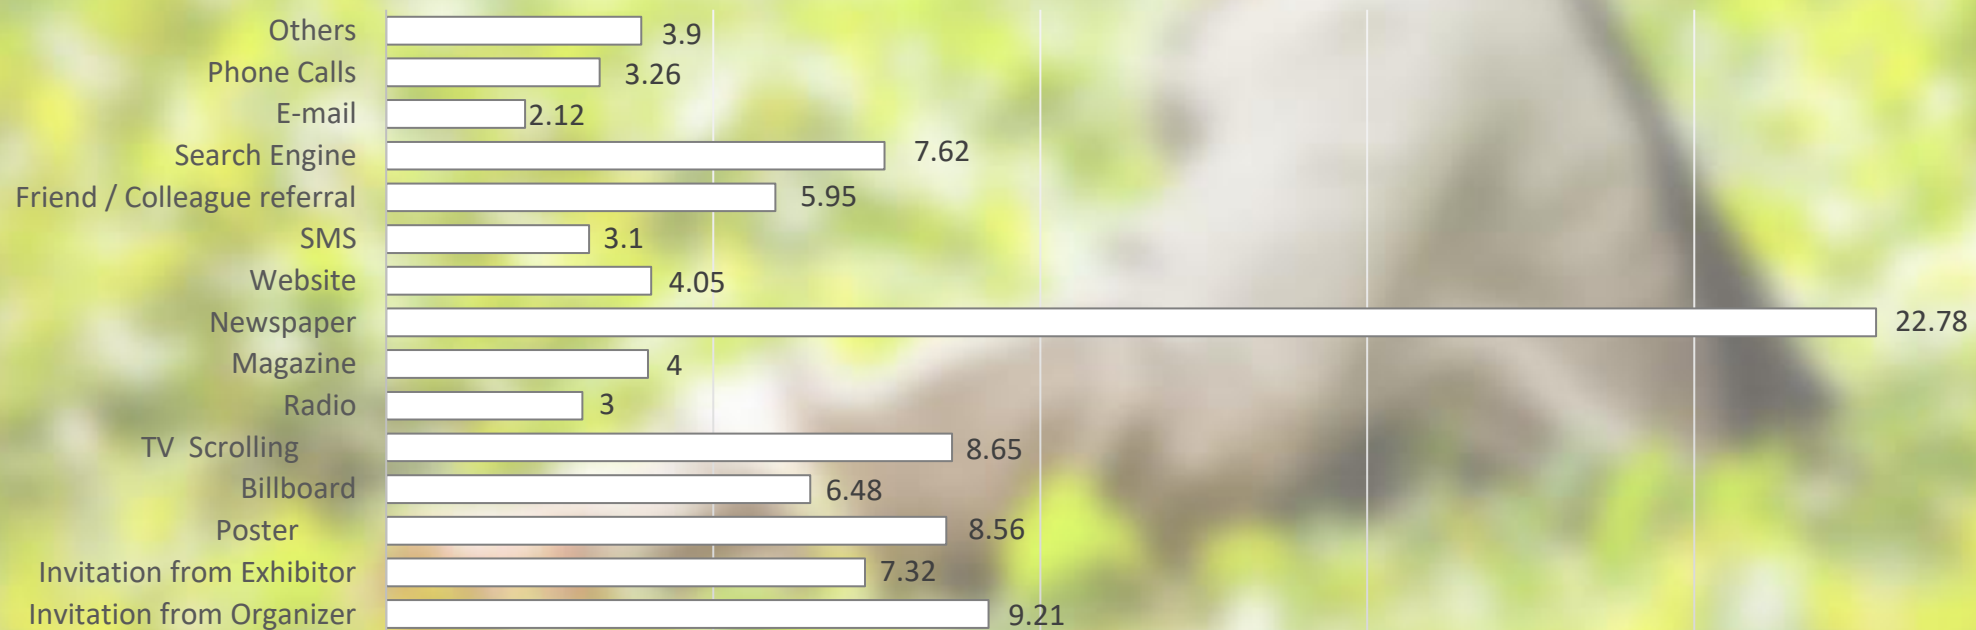 Others 3.9
Phone Calls 3.26
E-mail 2.12
Search Engine 7.62
Friend / Colleague referral 5.95
SMS 3.1
Website 4.05
Newspaper 22.78
Magazine 4
Radio 3
TV  Scrolling 8.65
Billboard 6.48
Poster 8.56
Invitation from Exhibitor 7.32
Invitation from Organizer 9.21